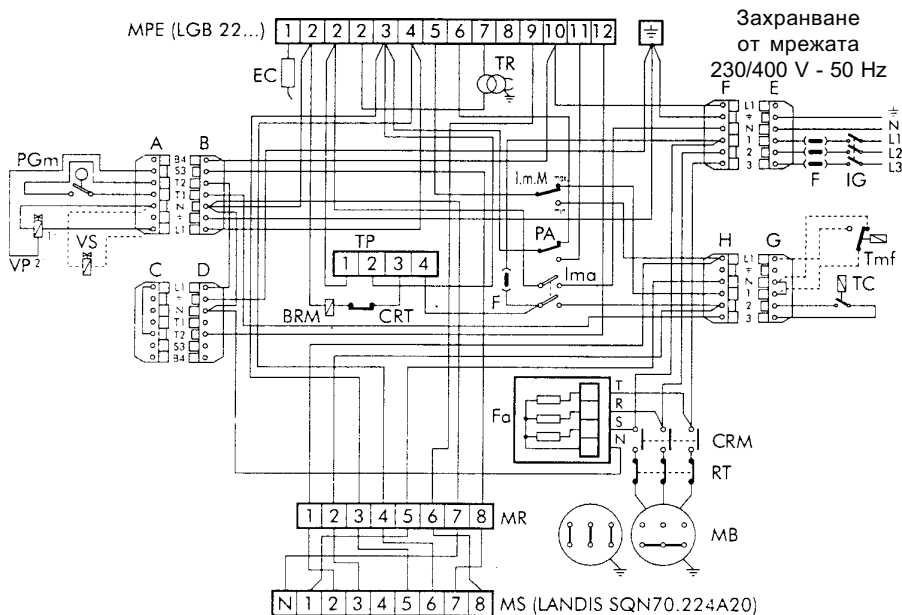 MPE (LGB 22...)
1 2 2 2 3 4 5 6 7 8 9 10 11 12
Захранване
от мрежата
230/400 V - 50 Hz
EC
TR
F E
L1
N
1
2
3
N
L1
L2
L3
F IG
A B
PGm
B4
S3
T2
T1
N
L1
VP 2
1
VS
I.m.M
max
PA
Ima
F
TP
1 2 3 4
BRM
CRT
H G
L1
N
1
2
3
Tmf
TC
C D
L1
N
T1
T2
S3
B4
Fa
T
R
S
N
CRM
RT
MB
1 2 3 4 5 6 7 8 MR
N 1 2 3 4 5 6 7 8 MS (LANDIS SQN70.224A20)